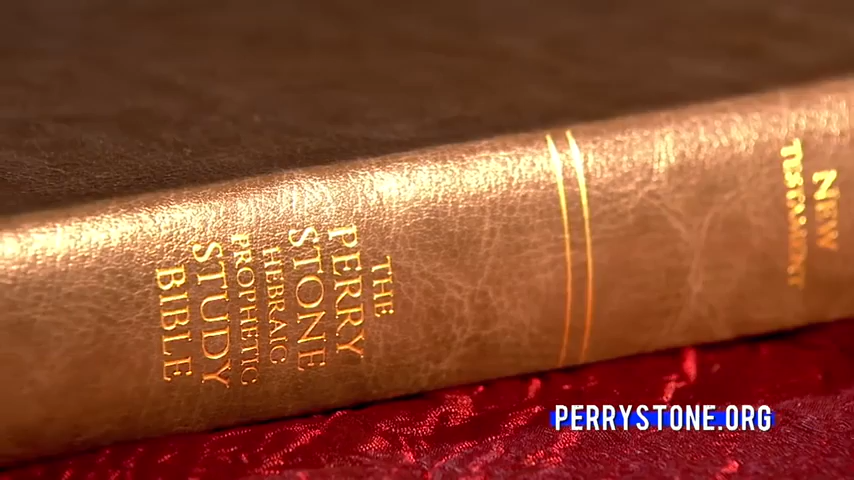 THE
PERRY
STONE
HEBRAIC
PROPHETIC
STUDY
BIBLE
NEW
TESTAMENT
PERRYSTONE.ORG